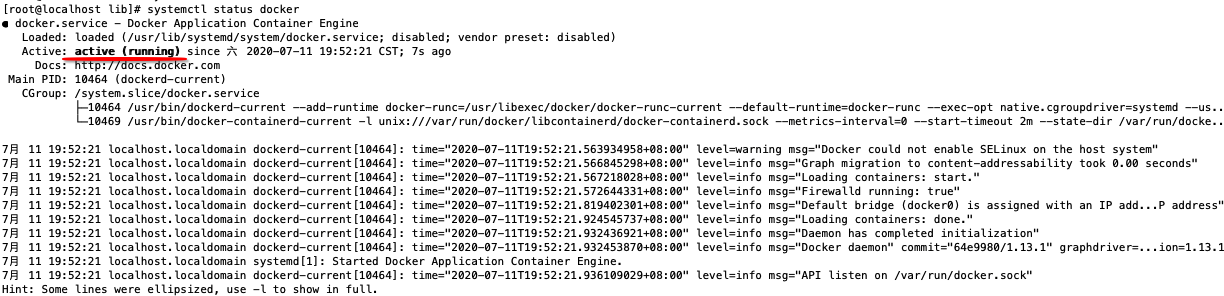 [root@localhost lib]# systemctl status docker
● docker.service – Docker Application Container Engine
   Loaded: loaded (/usr/lib/systemd/system/docker.service; disabled; vendor preset: disabled)
   Active: active (running) since 六 2020-07-11 19:52:21 CST; 7s ago
     Docs: http://docs.docker.com
 Main PID: 10464 (dockerd-current)
   CGroup: /system.slice/docker.service
           ├─10464 /usr/bin/dockerd-current --add-runtime docker-runc=/usr/libexec/docker/docker-runc-current --default-runtime=docker-runc --exec-opt native.cgroupdriver=systemd --us...
           └─10469 /usr/bin/docker-containerd-current -l unix:///var/run/docker/libcontainerd/docker-containerd.sock --metrics-interval=0 --start-timeout 2m --state-dir /var/run/docke...
7月 11 19:52:21 localhost.localdomain dockerd-current[10464]: time="2020-07-11T19:52:21.563934958+08:00" level=warning msg="Docker could not enable SELinux on the host system"
7月 11 19:52:21 localhost.localdomain dockerd-current[10464]: time="2020-07-11T19:52:21.566845298+08:00" level=info msg="Graph migration to content-addressability took 0.00 seconds"
7月 11 19:52:21 localhost.localdomain dockerd-current[10464]: time="2020-07-11T19:52:21.567218028+08:00" level=info msg="Loading containers: start."
7月 11 19:52:21 localhost.localdomain dockerd-current[10464]: time="2020-07-11T19:52:21.572644331+08:00" level=info msg="Firewalld running: true"
7月 11 19:52:21 localhost.localdomain dockerd-current[10464]: time="2020-07-11T19:52:21.819402301+08:00" level=info msg="Default bridge (docker0) is assigned with an IP add...P address"
7月 11 19:52:21 localhost.localdomain dockerd-current[10464]: time="2020-07-11T19:52:21.924545737+08:00" level=info msg="Loading containers: done."
7月 11 19:52:21 localhost.localdomain dockerd-current[10464]: time="2020-07-11T19:52:21.932436921+08:00" level=info msg="Daemon has completed initialization"
7月 11 19:52:21 localhost.localdomain dockerd-current[10464]: time="2020-07-11T19:52:21.932453870+08:00" level=info msg="Docker daemon" commit="64e9980/1.13.1" graphdriver=...ion=1.13.1
7月 11 19:52:21 localhost.localdomain systemd[1]: Started Docker Application Container Engine.
7月 11 19:52:21 localhost.localdomain dockerd-current[10464]: time="2020-07-11T19:52:21.936109029+08:00" level=info msg="API listen on /var/run/docker.sock"
Hint: Some lines were ellipsized, use -l to show in full.